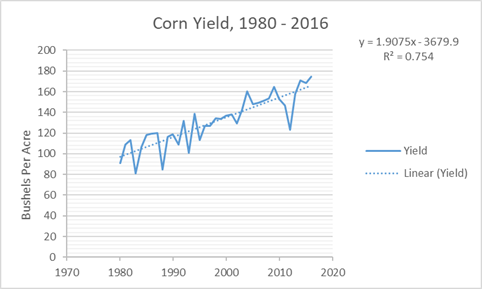 Corn Yield, 1980 - 2016
y = 1.9075x - 3679.9
R² = 0.754
Bushels Per Acre
200
180
160
140
120
100
80
60
40
20
0
1970
1980
1990
2000
2010
2020
Yield
Linear (Yield)